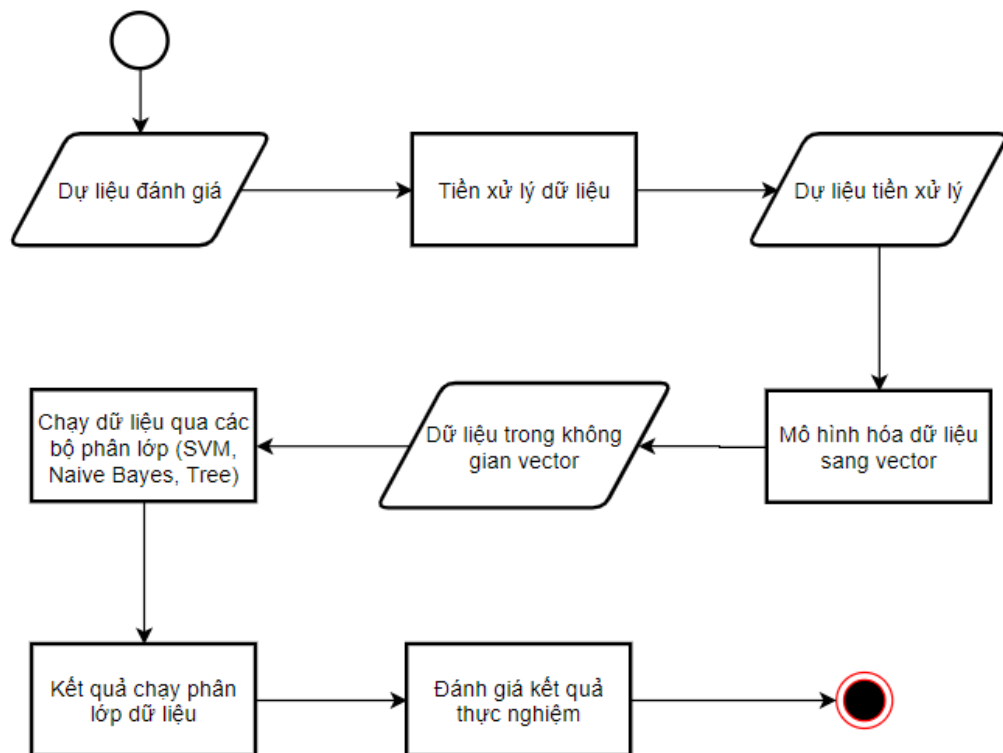 Dự liệu đánh giá
Tiền xử lý dữ liệu
Dự liệu tiền xử lý
Chạy dữ liệu qua các
bộ phân lớp (SVM,
Naive Bayes, Tree)
Dữ liệu trong không
gian vector
Mô hình hóa dữ liệu
sang vector
Kết quả chạy phân
lớp dữ liệu
Đánh giá kết quả
thực nghiệm